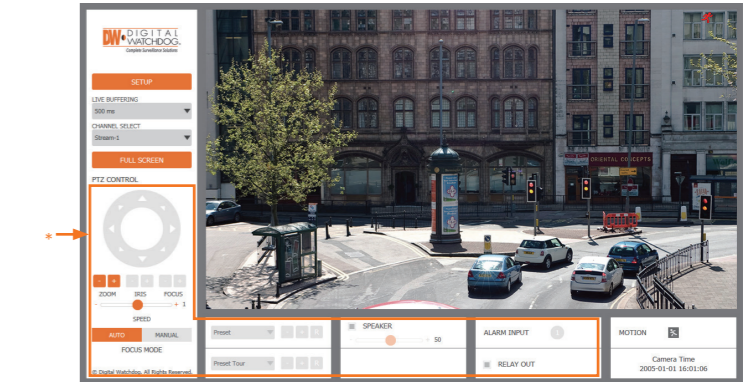 DW DIGITAL
WATCHDOG
Complete Surveillance Solutions
SETUP
LIVE BUFFERING
500 ms
CHANNEL SELECT
Stream-1
FULL SCREEN
PTZ CONTROL
*
- + - + - +
ZOOM IRIS FOCUS
- + 3
SPEED
AUTO MANUAL
FOCUS MODE
© Digital Watchdog. All Rights Reserved.
ORIENTAL CONCEPTS
Preset - + R
Preset Tour - + R
SPEAKER
- + 50
ALARM INPUT 1
RELAY OUT
MOTION
Camera Time
2005-01-01 16:01:06